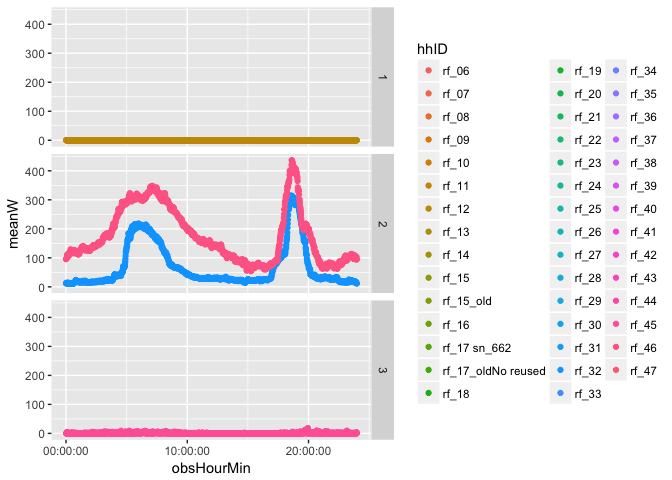 400
300
200
100
0
1
400
300
200
100
0
2
400
300
200
100
0
3
00:00:00 10:00:00 20:00:00
obsHourMin
meanW
hhID
rf_06
rf_07
rf_08
rf_09
rf_10
rf_11
rf_12
rf_13
rf_14
rf_15
rf_15_old
rf_16
rf_17 sn_662
rf_17_oldNo reused
rf_18
rf_19
rf_20
rf_21
rf_22
rf_23
rf_24
rf_25
rf_26
rf_27
rf_28
rf_29
rf_30
rf_31
rf_32
rf_33
rf_34
rf_35
rf_36
rf_37
rf_38
rf_39
rf_40
rf_41
rf_42
rf_43
rf_44
rf_45
rf_46
rf_47